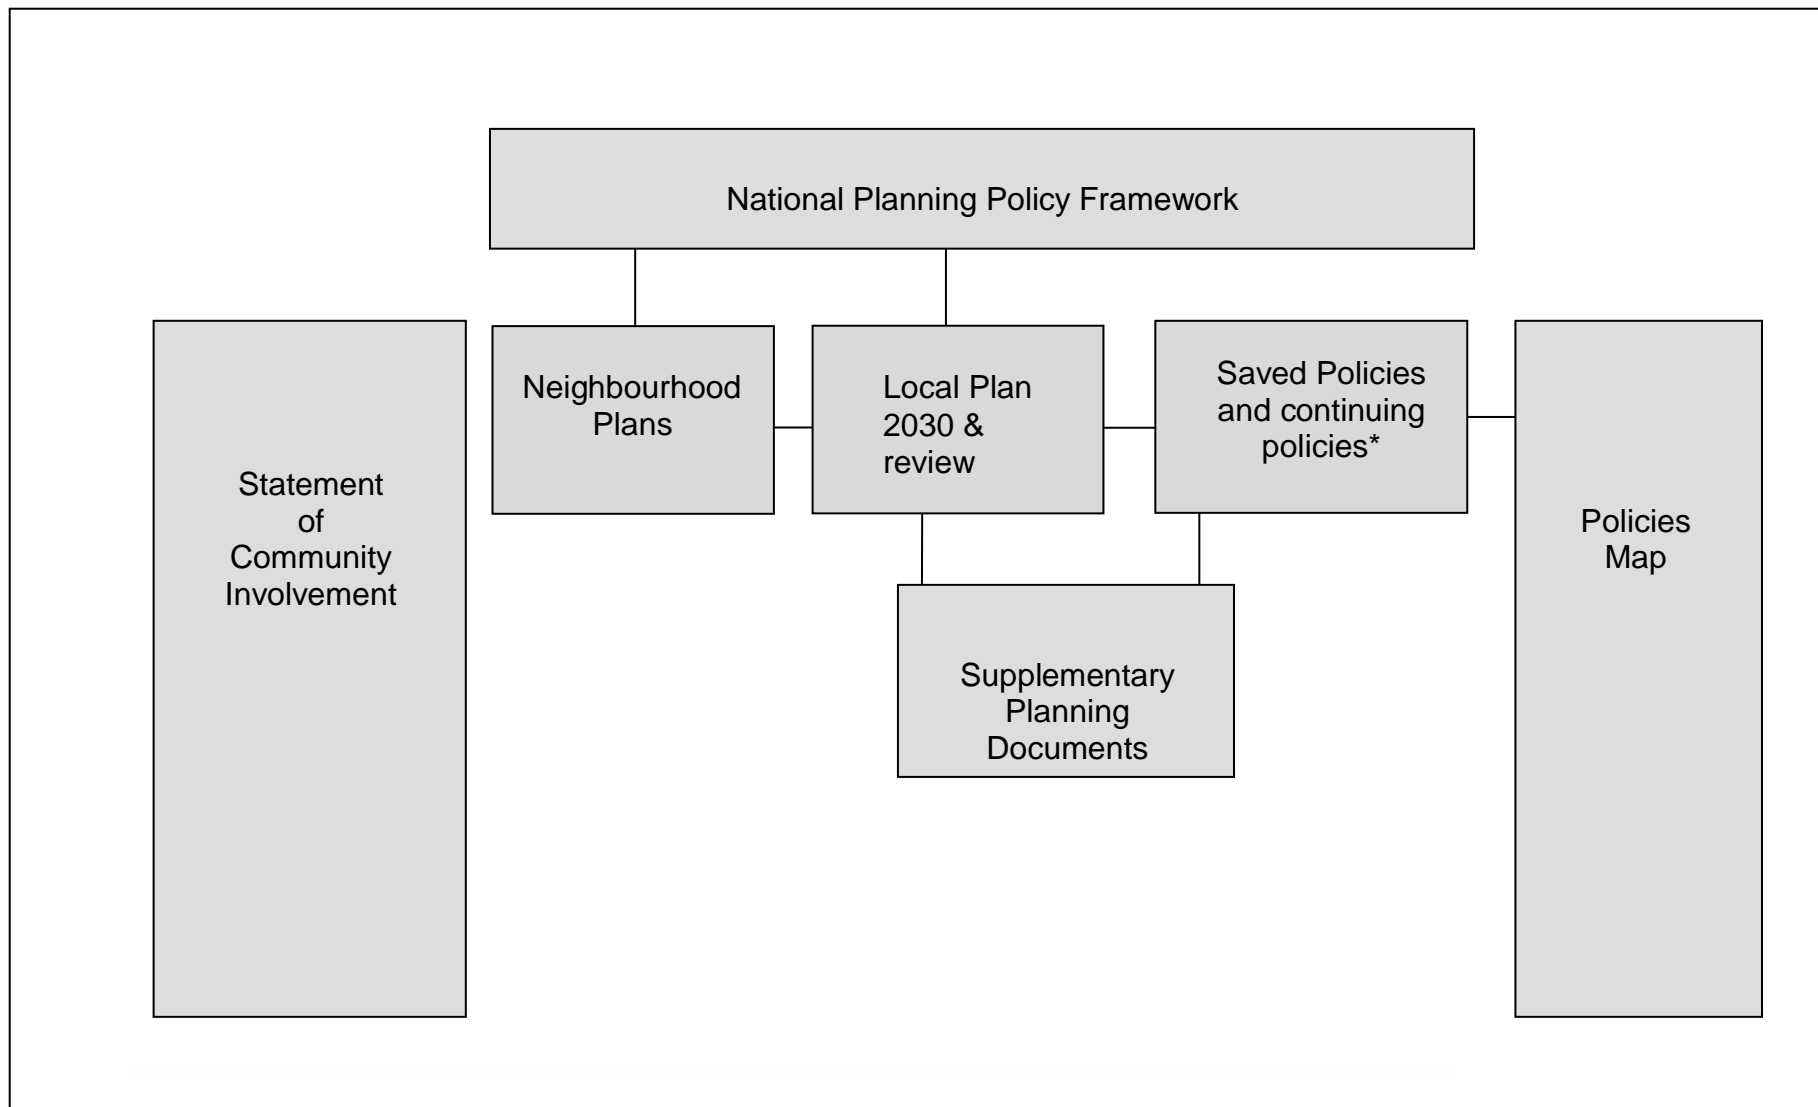 National Planning Policy Framework
Statement
of
Community
Involvement
Neighbourhood
Plans
Local Plan
2030 &
review
Saved Policies
and continuing
policies*
Policies
Map
Supplementary
Planning
Documents